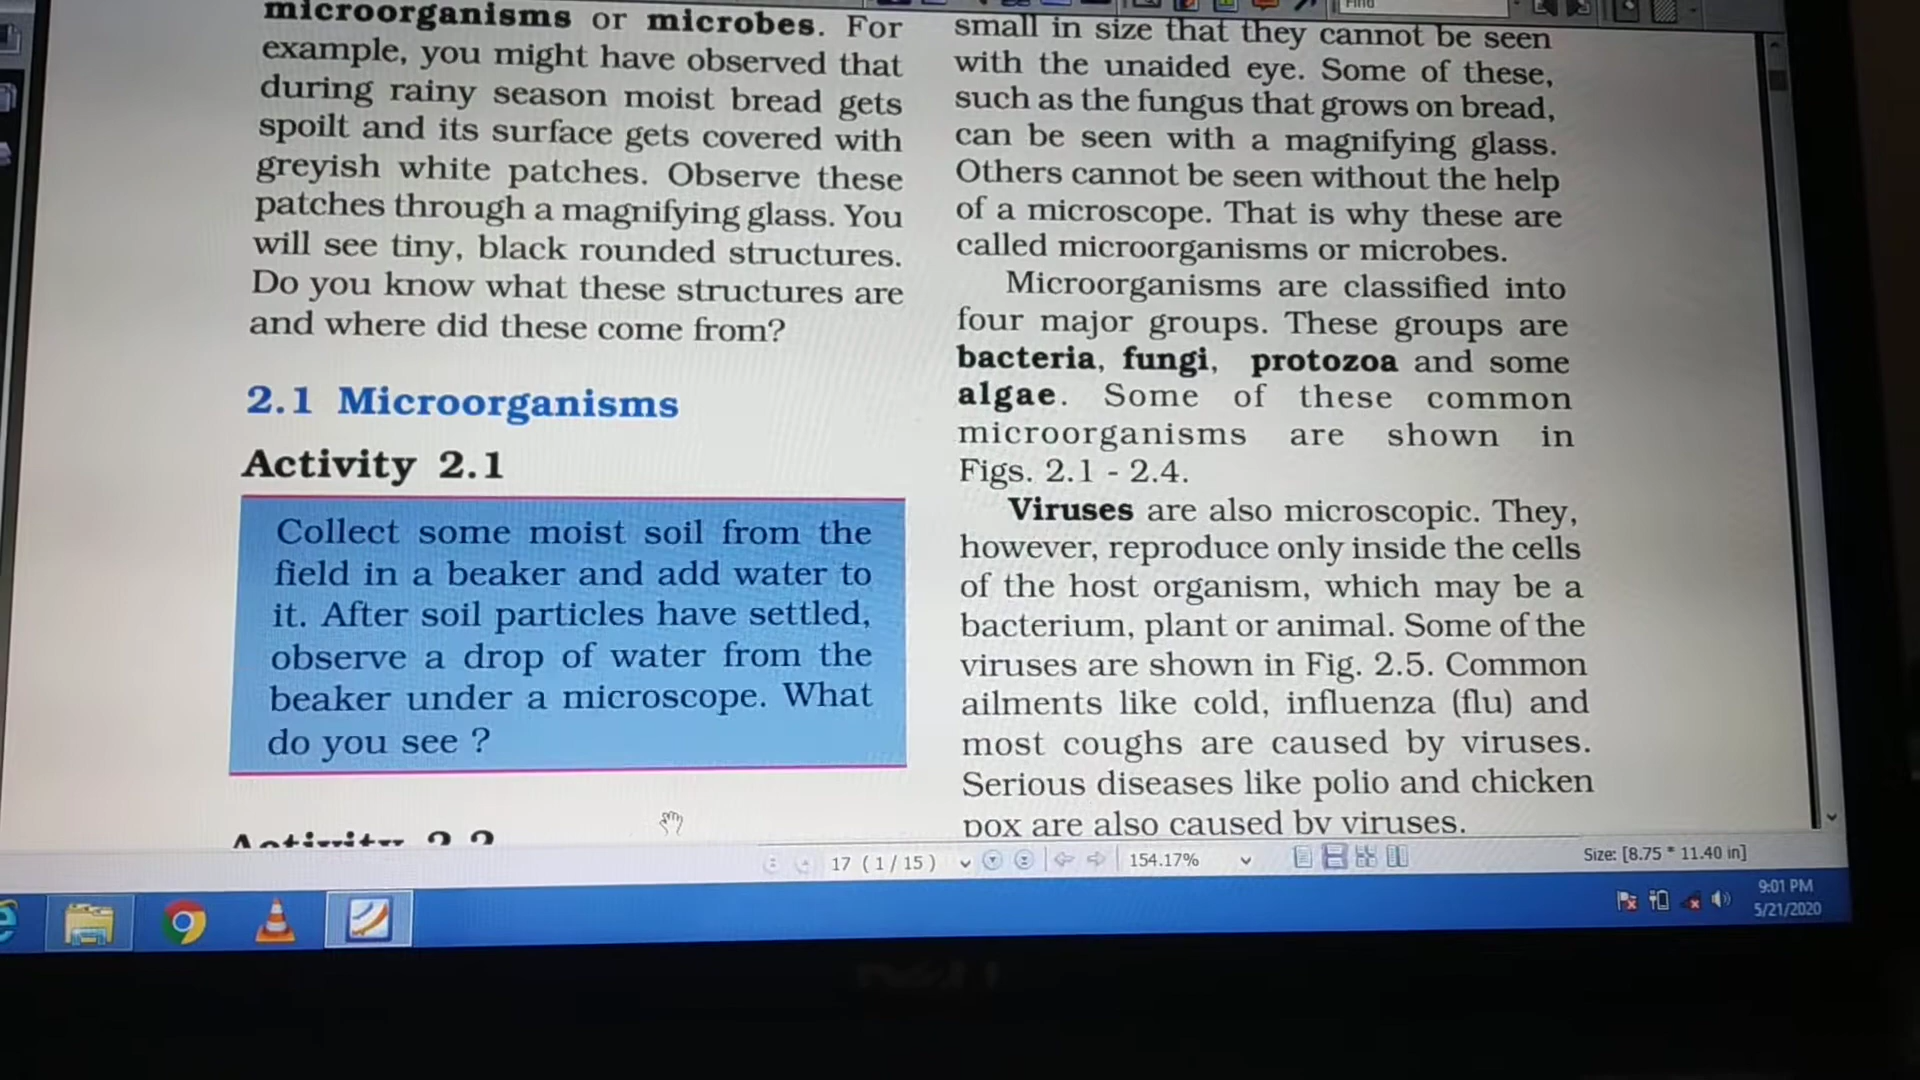 microorganisms or microbes. For
example, you might have observed that
during rainy season moist bread gets
spoilt and its surface gets covered with
greyish white patches. Observe these
patches through a magnifying glass. You
will see tiny, black rounded structures.
Do you know what these structures are
and where did these come from?
2.1 Microorganisms
Activity 2.1
Collect some moist soil from the
field in a beaker and add water to
it. After soil particles have settled,
observe a drop of water from the
beaker under a microscope. What
do you see ?
Activity 2.2
small in size that they cannot be seen
with the unaided eye. Some of these,
such as the fungus that grows on bread,
can be seen with a magnifying glass.
Others cannot be seen without the help
of a microscope. That is why these are
called microorganisms or microbes.
Microorganisms are classified into
four major groups. These groups are
bacteria, fungi, protozoa and some
algae. Some of these common
microorganisms are shown in
Figs. 2.1 - 2.4.
Viruses are also microscopic. They,
however, reproduce only inside the cells
of the host organism, which may be a
bacterium, plant or animal. Some of the
viruses are shown in Fig. 2.5. Common
ailments like cold, influenza (flu) and
most coughs are caused by viruses.
Serious diseases like polio and chicken
pox are also caused by viruses.
Find
17 (1/15)
154.17%
Size: [8.75 * 11.40 in]
9:01 PM
5/21/2020
DELL